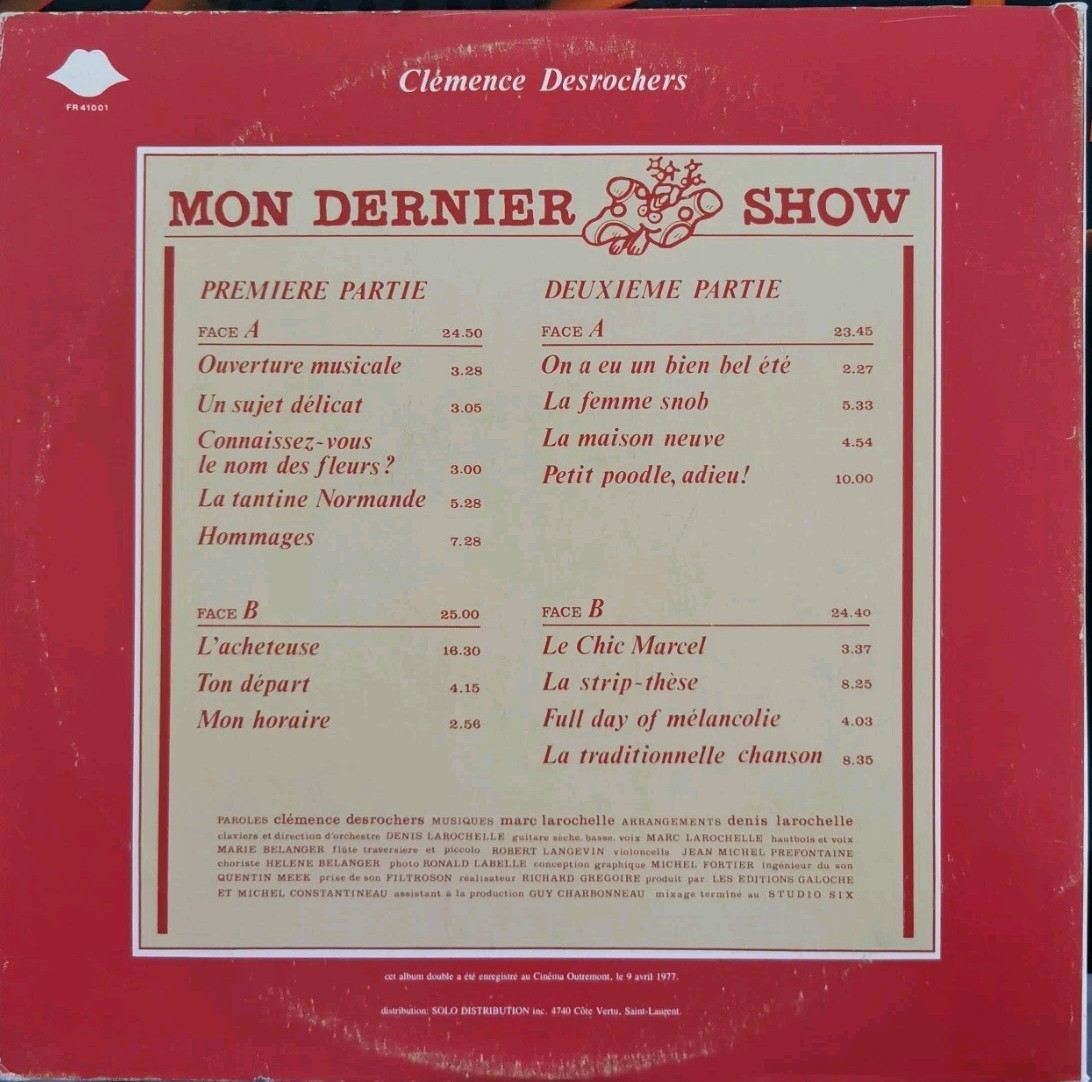 FR41001
Clémence Desrochers
MON DERNIER SHOW
PREMIERE PARTIE
FACE A 24.50
Ouverture musicale 3.28
Un sujet délicat 3.05
Connaissez-vous
le nom des fleurs? 3.00
La tantine Normande 5.28
Hommages 7.28
FACE B 25.00
L'acheteuse 16.30
Ton départ 4.15
Mon horaire 2.56
DEUXIEME PARTIE
FACE A 23.45
On a eu un bien bel été 2.27
La femme snob 5.33
La maison neuve 4.54
Petit poodle, adieu! 10.00
FACE B 24.40
Le Chic Marcel 3.37
La strip-thèse 8.25
Full day of mélancolie 4.03
La traditionnelle chanson 8.35
PAROLES clémence desrochers MUSIQUES marc larochelle ARRANGEMENTS denis larochelle
claviers et direction d'orchestre DENIS LAROCHELLE guitare sèche, basse, voix MARC LAROCHELLE hautbois et voix
MARIE BELANGER flûte traversière et piccolo ROBERT LANGEVIN violoncelle JEAN MICHEL PREFONTAINE
choriste HELENE BELANGER photo RONALD LABELLE conception graphique MICHEL FORTIER ingénieur du son
QUENTIN MEEK prise de son FILTROSON réalisateur RICHARD GREGOIRE produit par LES EDITIONS GALOCHE
ET MICHEL CONSTANTINEAU assistant à la production GUY CHARBONNEAU mixage terminé au STUDIO SIX
cet album double a été enregistré au Cinéma Outremont, le 9 avril 1977.
distribution: SOLO DISTRIBUTION inc. 4740 Côte Vertu, Saint-Laurent.